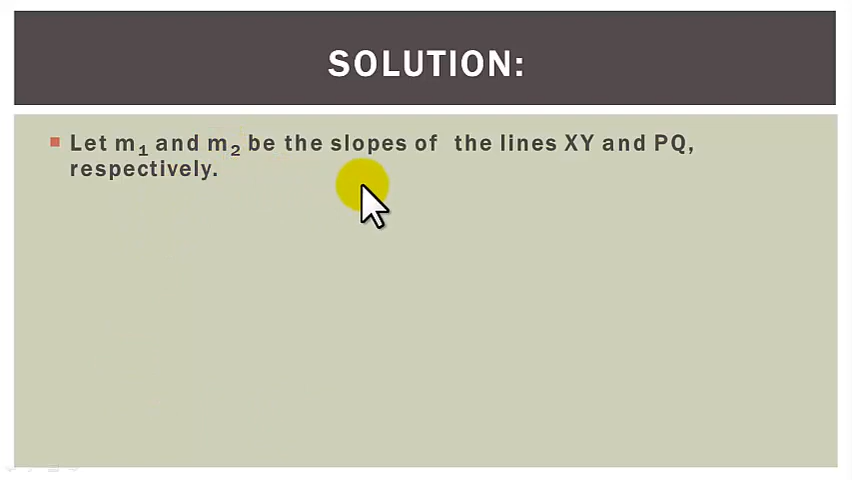 SOLUTION:
Let m₁ and m₂ be the slopes of the lines XY and PQ,
respectively.